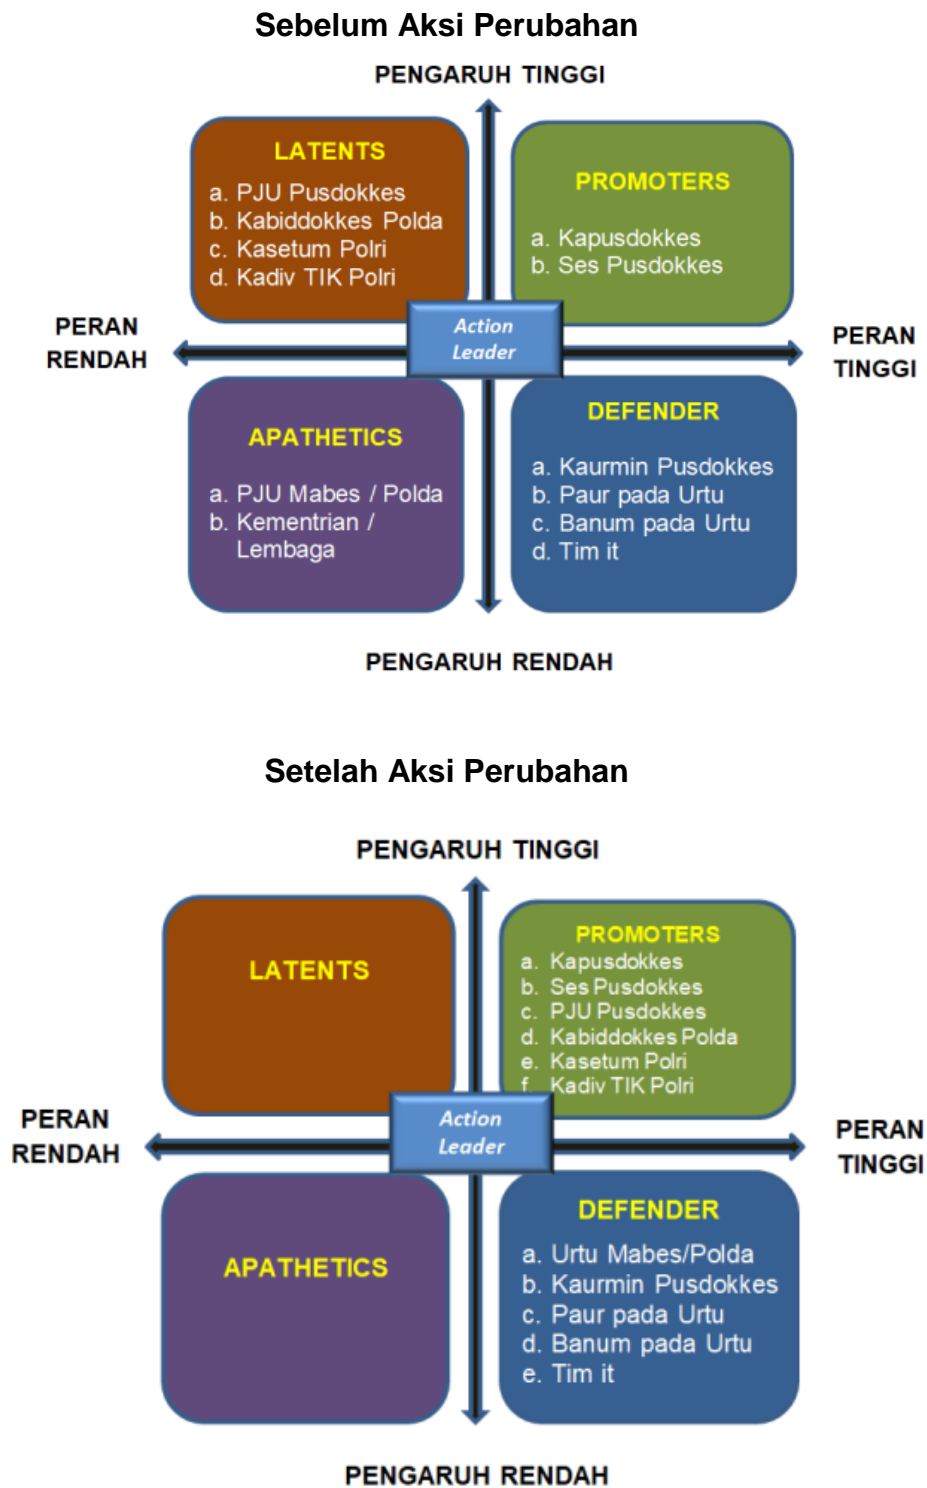 Sebelum Aksi Perubahan
PENGARUH TINGGI
LATENTS
a. PJU Pusdokkes
b. Kabiddokkes Polda
c. Kasetum Polri
d. Kadiv TIK Polri
PROMOTERS
a. Kapusdokkes
b. Ses Pusdokkes
PERAN
RENDAH
Action
Leader
PERAN
TINGGI
APATHETICS
a. PJU Mabes / Polda
b. Kementrian /
Lembaga
DEFENDER
a. Kaurmin Pusdokkes
b. Paur pada Urtu
c. Banum pada Urtu
d. Tim it
PENGARUH RENDAH
Setelah Aksi Perubahan
PENGARUH TINGGI
LATENTS
PROMOTERS
a. Kapusdokkes
b. Ses Pusdokkes
c. PJU Pusdokkes
d. Kabiddokkes Polda
e. Kasetum Polri
f. Kadiv TIK Polri
PERAN
RENDAH
Action
Leader
PERAN
TINGGI
APATHETICS
DEFENDER
a. Urtu Mabes/Polda
b. Kaurmin Pusdokkes
c. Paur pada Urtu
d. Banum pada Urtu
e. Tim it
PENGARUH RENDAH